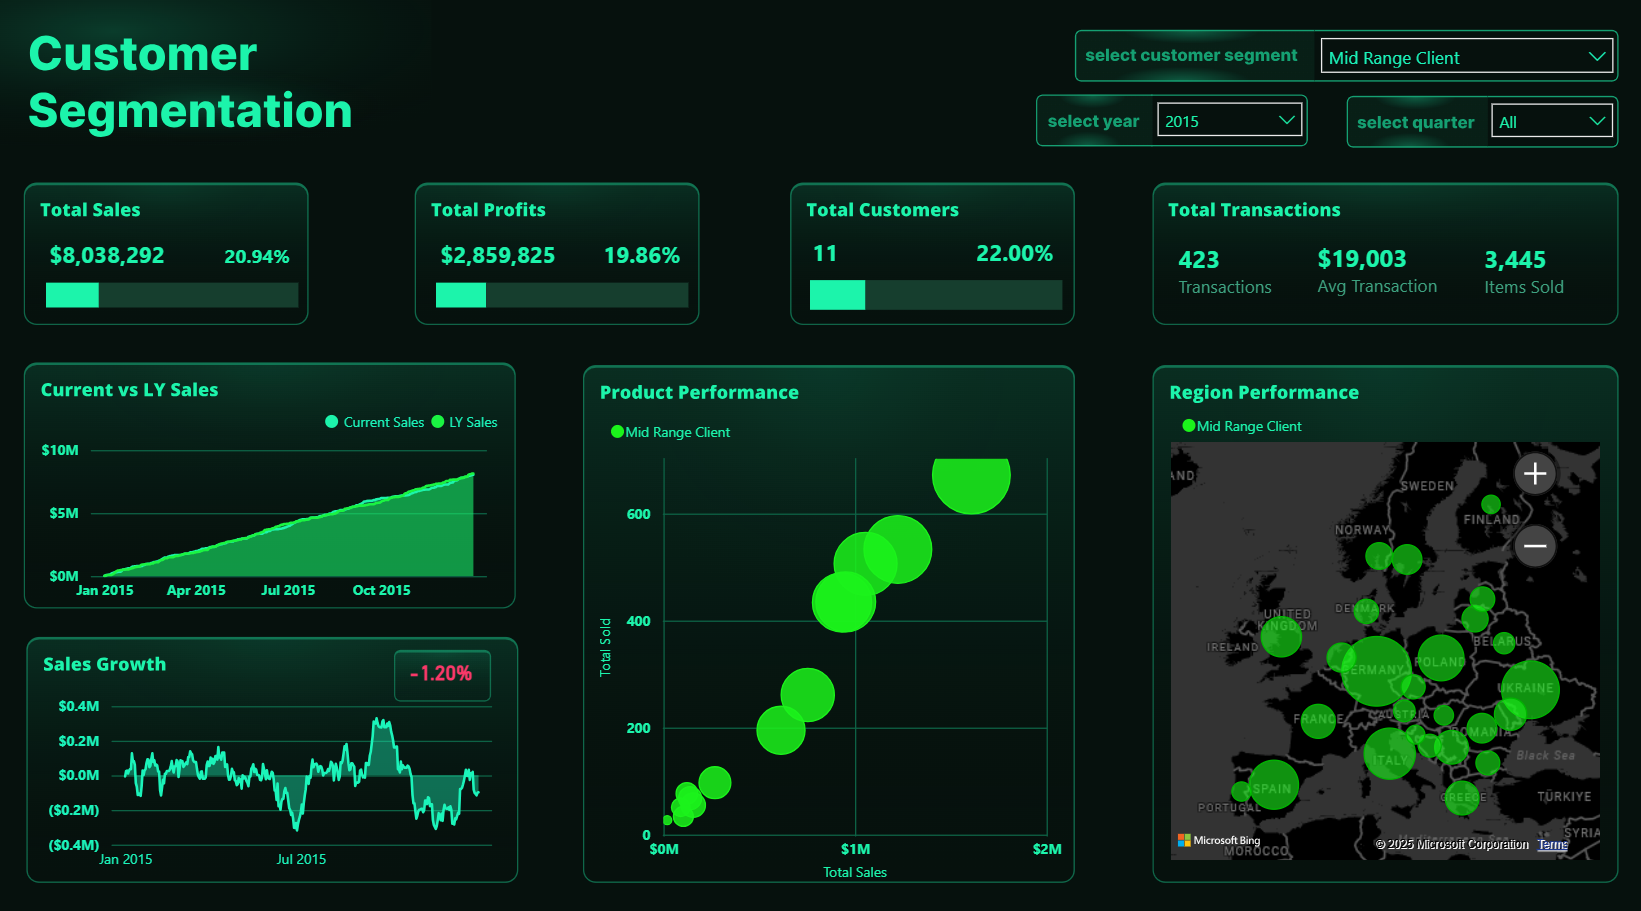 Customer
Segmentation
select customer segment
Mid Range Client
select year
2015
select quarter
All
Total Sales
$8,038,292
20.94%
Total Profits
$2,859,825
19.86%
Total Customers
11
22.00%
Total Transactions
423
Transactions
$19,003
Avg Transaction
3,445
Items Sold
Current vs LY Sales
Current Sales
LY Sales
$10M
$5M
$0M
Jan 2015
Apr 2015
Jul 2015
Oct 2015
Sales Growth
-1.20%
$0.4M
$0.2M
$0.0M
($0.2M)
($0.4M)
Jan 2015
Jul 2015
Product Performance
Mid Range Client
Total Sold
600
400
200
0
$0M
$1M
$2M
Total Sales
Region Performance
Mid Range Client
AND
SWEDEN
FINLAND
NORWAY
DENMARK
UNITED
KINGDOM
IRELAND
BELARUS
GERMANY
POLAND
UKRAINE
FRANCE
AUSTRIA
ROMANIA
ITALY
Black Sea
SPAIN
PORTUGAL
GREECE
TÜRKIYE
Mediterranean Sea
SYRIA
MOROCCO
Microsoft Bing
© 2025 Microsoft Corporation
Terms